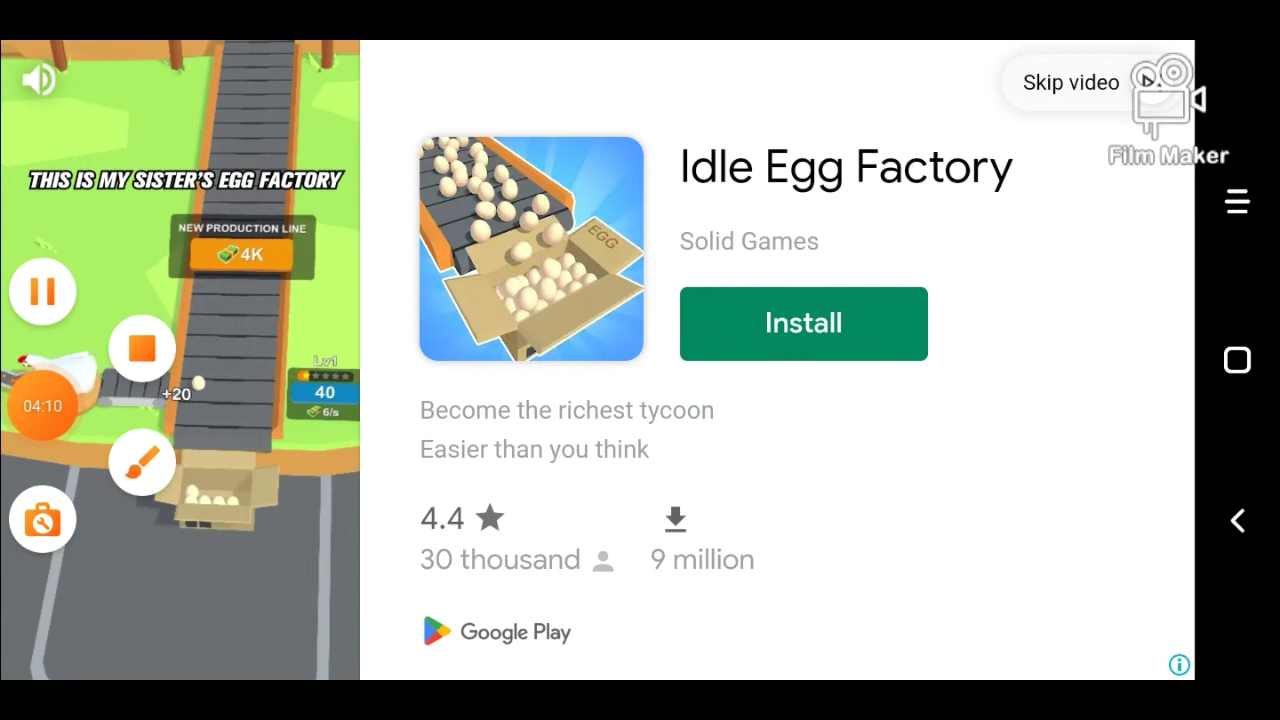 THIS IS MY SISTER'S EGG FACTORY
NEW PRODUCTION LINE
4K
Lv1
40
6/s
+20
04:10
Skip video
Film Maker
EGG
Idle Egg Factory
Solid Games
Install
Become the richest tycoon
Easier than you think
4.4
30 thousand
9 million
Google Play